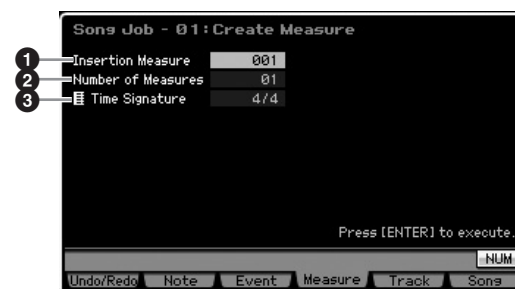 Song Job - 01:Create Measure
1 Insertion Measure 001
2 Number of Measures 01
3 Time Signature 4/4
Press [ENTER] to execute.
NUM
Undo/Redo Note Event Measure Track Song